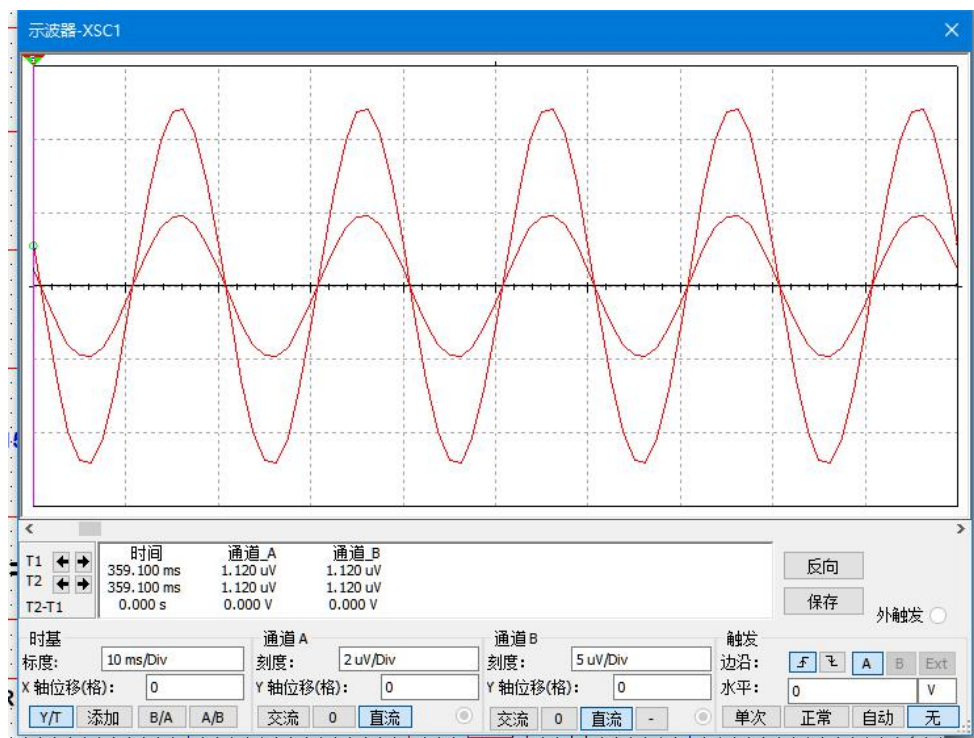 示波器-XSC1
时间 通道_A 通道_B
T1 359.100 ms 1.120 uV 1.120 uV
T2 359.100 ms 1.120 uV 1.120 uV
T2-T1 0.000 s 0.000 V 0.000 V
反向
保存
外触发
时基
标度: 10 ms/Div
X 轴位移(格): 0
Y/T 添加 B/A A/B
通道 A
刻度: 2 uV/Div
Y 轴位移(格): 0
交流 0 直流
通道 B
刻度: 5 uV/Div
Y 轴位移(格): 0
交流 0 直流 -
触发
边沿: A B Ext
水平: 0 V
单次 正常 自动 无